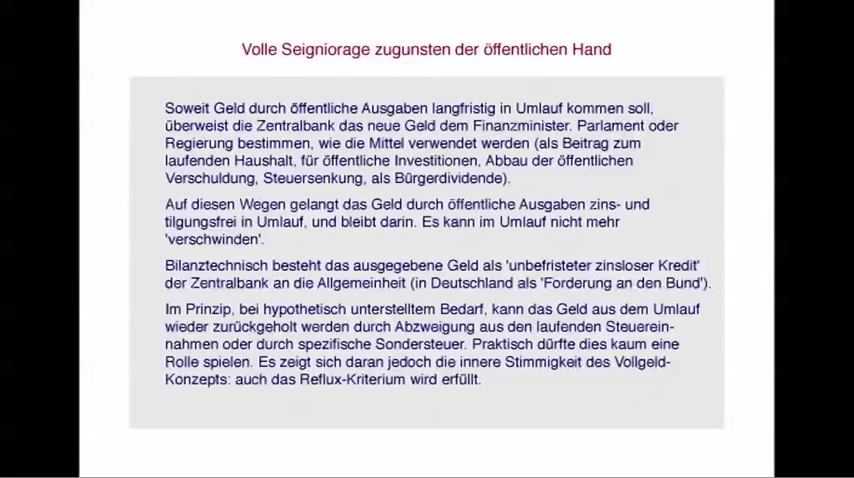 Volle Seigniorage zugunsten der öffentlichen Hand
Soweit Geld durch öffentliche Ausgaben langfristig in Umlauf kommen soll,
überweist die Zentralbank das neue Geld dem Finanzminister. Parlament oder
Regierung bestimmen, wie die Mittel verwendet werden (als Beitrag zum
laufenden Haushalt, für öffentliche Investitionen, Abbau der öffentlichen
Verschuldung, Steuersenkung, als Bürgerdividende).
Auf diesen Wegen gelangt das Geld durch öffentliche Ausgaben zins- und
tilgungsfrei in Umlauf, und bleibt darin. Es kann im Umlauf nicht mehr
'verschwinden'.
Bilanztechnisch besteht das ausgegebene Geld als 'unbefristeter zinsloser Kredit'
der Zentralbank an die Allgemeinheit (in Deutschland als 'Forderung an den Bund').
Im Prinzip, bei hypothetisch unterstelltem Bedarf, kann das Geld aus dem Umlauf
wieder zurückgeholt werden durch Abzweigung aus den laufenden Steuerein-
nahmen oder durch spezifische Sondersteuer. Praktisch dürfte dies kaum eine
Rolle spielen. Es zeigt sich daran jedoch die innere Stimmigkeit des Vollgeld-
Konzepts: auch das Reflux-Kriterium wird erfüllt.